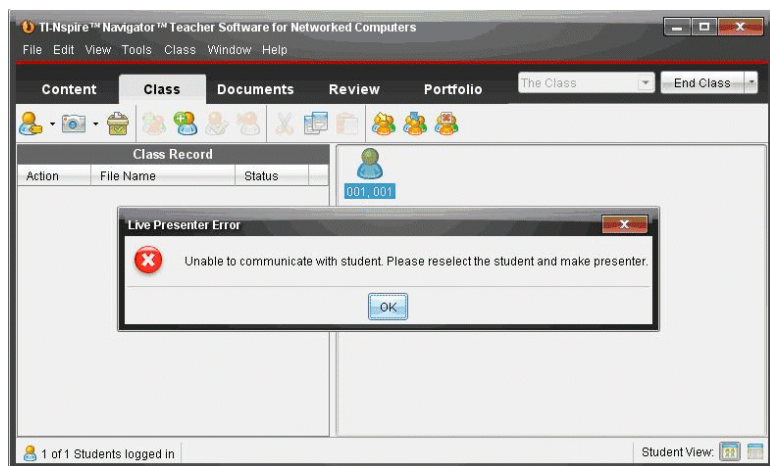 TI-Nspire™ Navigator™ Teacher Software for Networked Computers
File Edit View Tools Class Window Help
Content Class Documents Review Portfolio The Class End Class
Class Record
Action File Name Status
001, 001
Live Presenter Error
Unable to communicate with student. Please reselect the student and make presenter.
OK
1 of 1 Students logged in Student View: